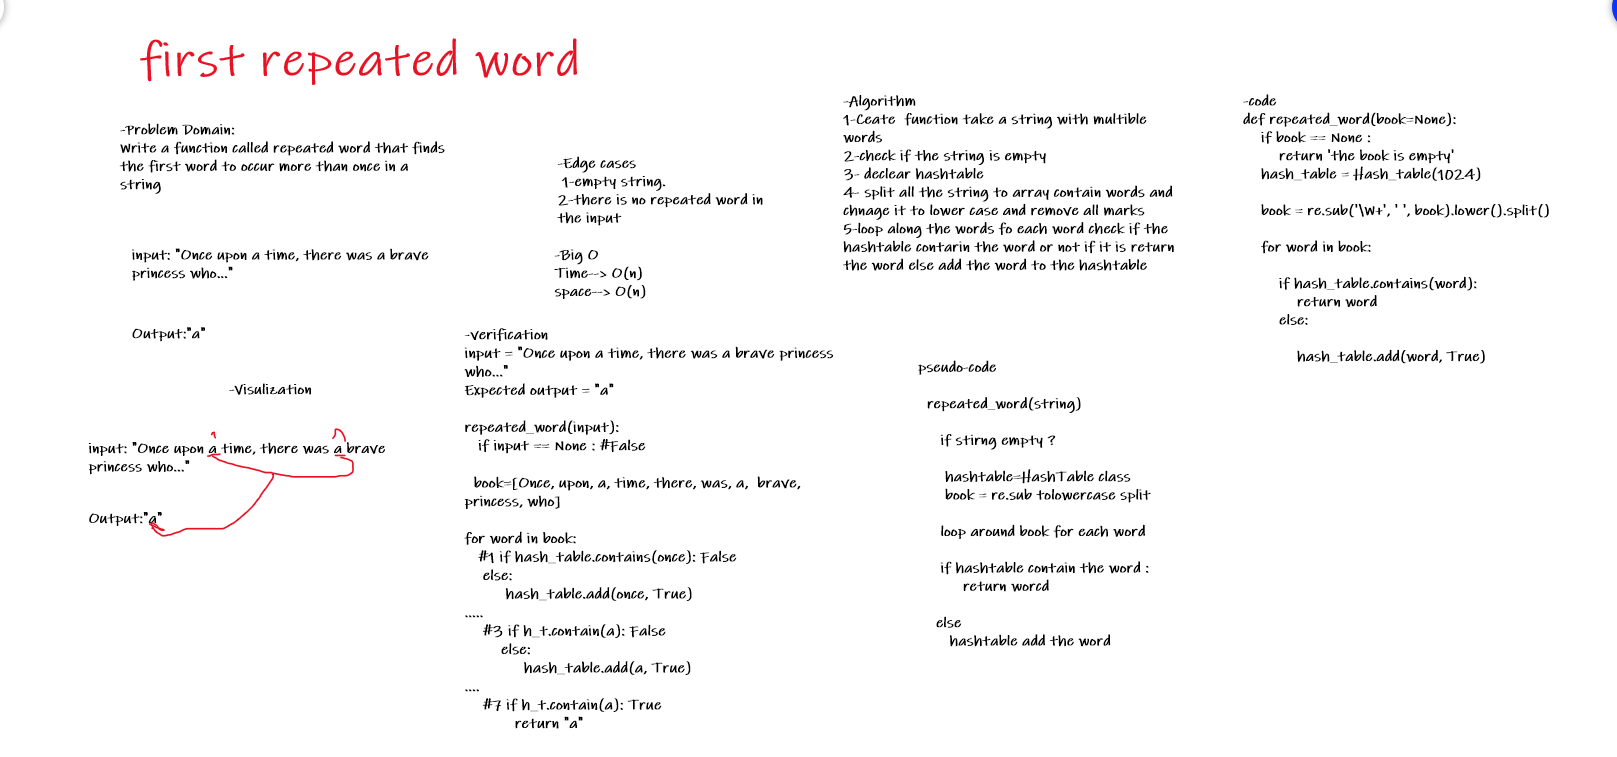 first repeated word
-Problem Domain:
Write a function called repeated word that finds
the first word to occur more than once in a
string
input: "Once upon a time, there was a brave
princess who..."
Output:"a"
-Visulization
input: "Once upon a time, there was a brave
princess who..."
Output:"a"
-Edge cases
1-empty string.
2-there is no repeated word in
the input
-Big O
Time--> O(n)
space--> O(n)
-verification
input = "Once upon a time, there was a brave princess
who..."
Expected output = "a"
repeated_word(input):
if input == None : #False
book=[Once, upon, a, time, there, was, a, brave,
princess, who]
for word in book:
#1 if hash_table.contains(once): False
else:
hash_table.add(once, True)
.....
#3 if h_t.contain(a): False
else:
hash_table.add(a, True)
....
#7 if h_t.contain(a): True
return "a"
-Algorithm
1-Ceate function take a string with multible
words
2-check if the string is empty
3- declear hashtable
4- split all the string to array contain words and
chnage it to lower case and remove all marks
5-loop along the words fo each word check if the
hashtable contarin the word or not if it is return
the word else add the word to the hashtable
pseudo-code
repeated_word(string)
if stirng empty ?
hashtable=HashTable class
book = re.sub tolowercase split
loop around book for each word
if hashtable contain the word :
return worcd
else
hashtable add the word
-code
def repeated_word(book=None):
if book == None :
return 'the book is empty'
hash_table = Hash_table(1024)
book = re.sub('\W+', ' ', book).lower().split()
for word in book:
if hash_table.contains(word):
return word
else:
hash_table.add(word, True)